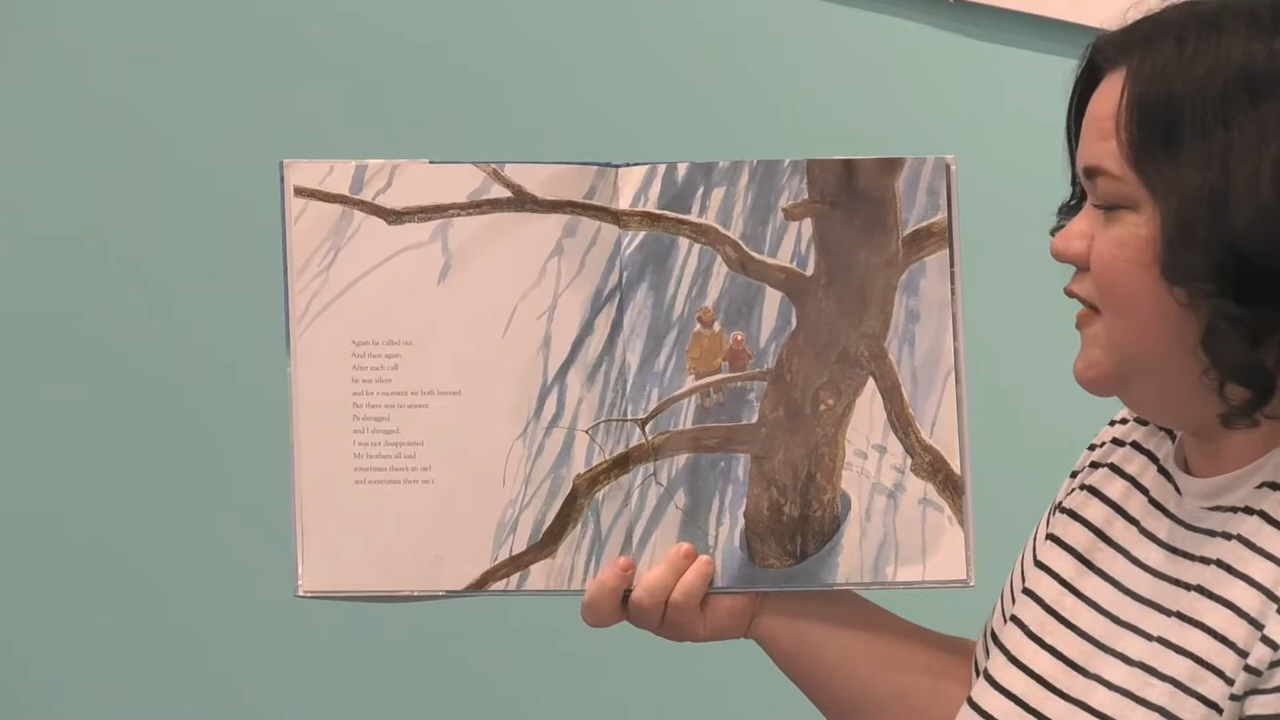 Again he called out.
And then again.
After each call
he was silent
and for a moment we both listened.
But there was no answer.
Pa shrugged
and I shrugged.
I was not disappointed.
My brothers all said
sometimes there's an owl
and sometimes there isn't.